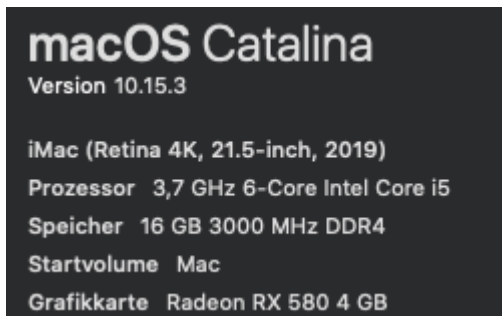 macOS Catalina
Version 10.15.3
iMac (Retina 4K, 21.5-inch, 2019)
Prozessor 3,7 GHz 6-Core Intel Core i5
Speicher 16 GB 3000 MHz DDR4
Startvolume Mac
Grafikkarte Radeon RX 580 4 GB